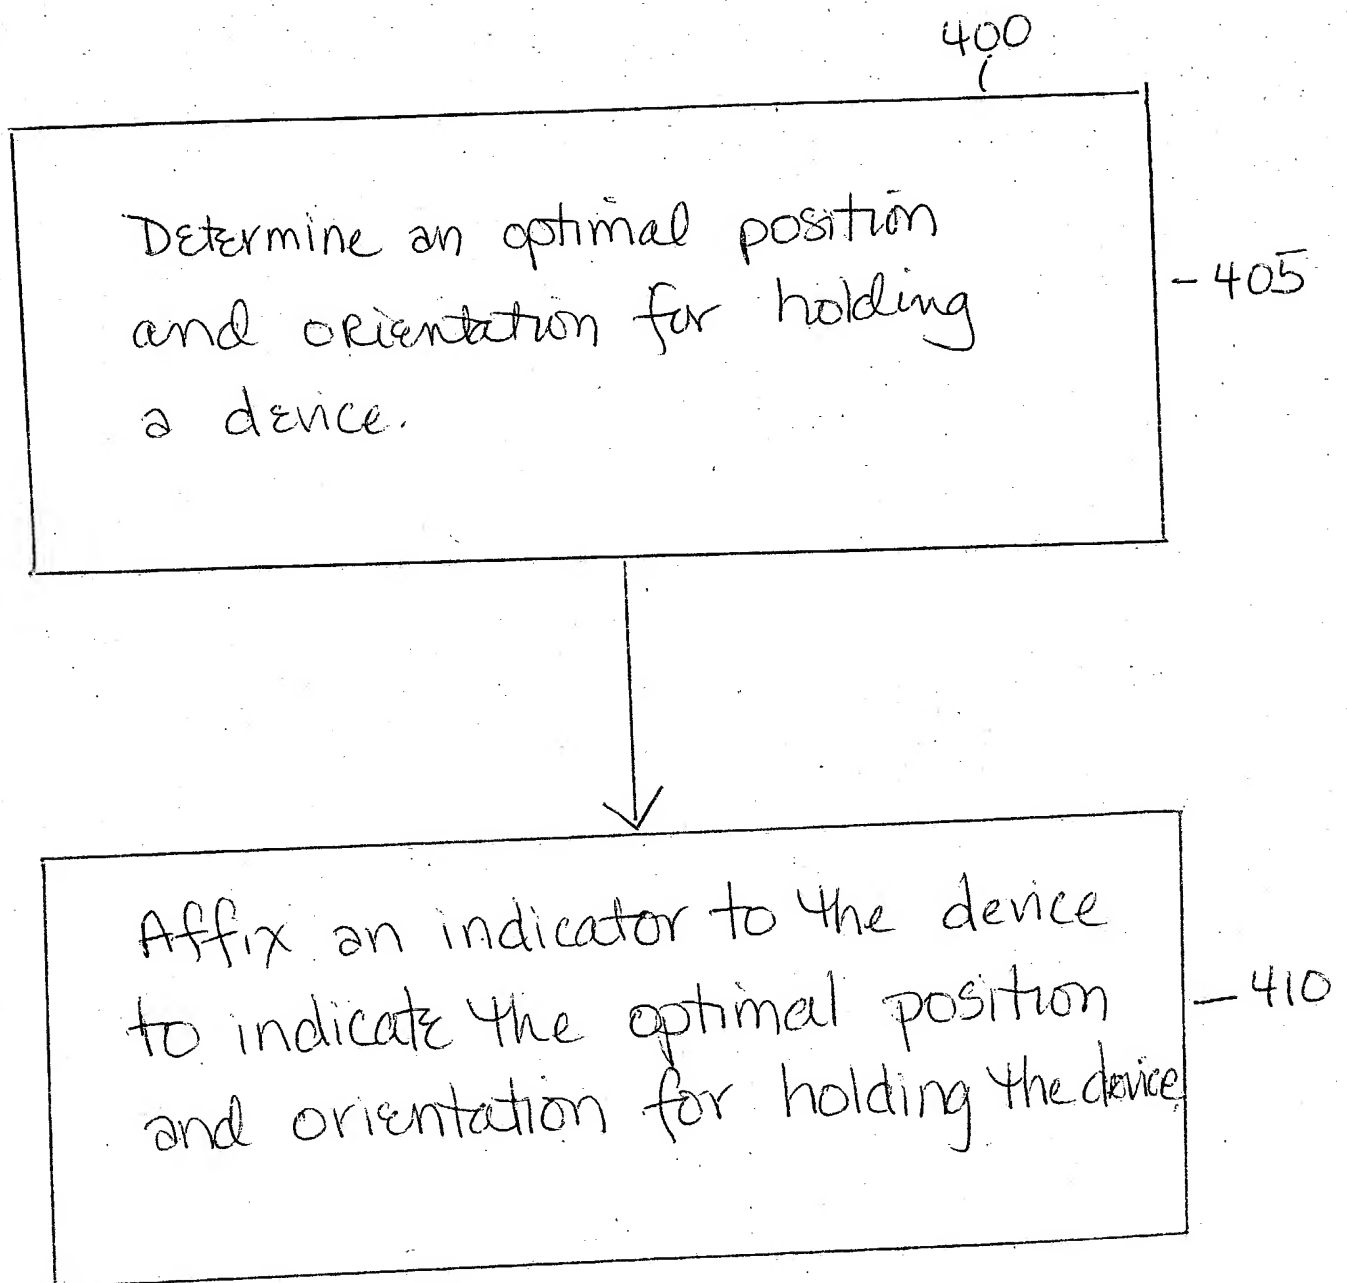 400
Determine an optimal position
and orientation for holding
a device.
- 405
Affix an indicator to the device
to indicate the optimal position
and orientation for holding the device
- 410